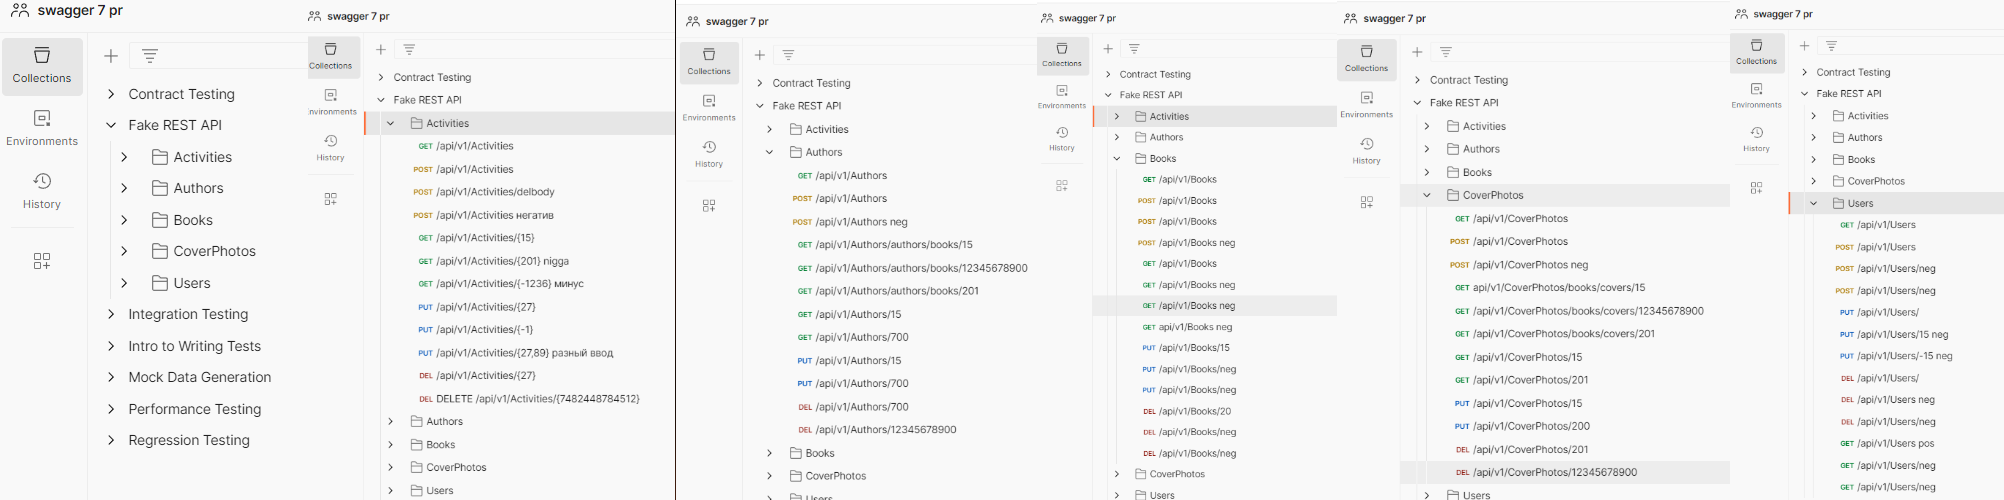 swagger 7 pr
Collections
Environments
History
Contract Testing
Fake REST API
Activities
Authors
Books
CoverPhotos
Users
Integration Testing
Intro to Writing Tests
Mock Data Generation
Performance Testing
Regression Testing
swagger 7 pr
Collections
Environments
History
Contract Testing
Fake REST API
Activities
GET /api/v1/Activities
POST /api/v1/Activities
POST /api/v1/Activities/delbody
POST /api/v1/Activities негатив
GET /api/v1/Activities/{15}
GET /api/v1/Activities/{201} nigga
GET /api/v1/Activities/{-1236} минус
PUT /api/v1/Activities/{27}
PUT /api/v1/Activities/{-1}
PUT /api/v1/Activities/{27,89} разный ввод
DEL /api/v1/Activities/{27}
DEL DELETE /api/v1/Activities/{7482448784512}
Authors
Books
CoverPhotos
Users
swagger 7 pr
Collections
Environments
History
Contract Testing
Fake REST API
Activities
Authors
GET /api/v1/Authors
POST /api/v1/Authors
POST /api/v1/Authors neg
GET /api/v1/Authors/authors/books/15
GET /api/v1/Authors/authors/books/12345678900
GET /api/v1/Authors/authors/books/201
GET /api/v1/Authors/15
GET /api/v1/Authors/700
PUT /api/v1/Authors/15
PUT /api/v1/Authors/700
DEL /api/v1/Authors/700
DEL /api/v1/Authors/12345678900
Books
CoverPhotos
Users
swagger 7 pr
Collections
Environments
History
Contract Testing
Fake REST API
Activities
Authors
Books
GET /api/v1/Books
POST /api/v1/Books
POST /api/v1/Books
POST /api/v1/Books neg
GET /api/v1/Books
GET /api/v1/Books neg
GET /api/v1/Books neg
GET api/v1/Books neg
PUT /api/v1/Books/15
PUT /api/v1/Books/neg
PUT /api/v1/Books/neg
DEL /api/v1/Books/20
DEL /api/v1/Books/neg
DEL /api/v1/Books/neg
CoverPhotos
Users
swagger 7 pr
Collections
Environments
History
Contract Testing
Fake REST API
Activities
Authors
Books
CoverPhotos
GET /api/v1/CoverPhotos
POST /api/v1/CoverPhotos
POST /api/v1/CoverPhotos neg
GET api/v1/CoverPhotos/books/covers/15
GET /api/v1/CoverPhotos/books/covers/12345678900
GET /api/v1/CoverPhotos/books/covers/201
GET /api/v1/CoverPhotos/15
GET /api/v1/CoverPhotos/201
PUT /api/v1/CoverPhotos/15
PUT /api/v1/CoverPhotos/200
DEL /api/v1/CoverPhotos/201
DEL /api/v1/CoverPhotos/12345678900
Users
swagger 7 pr
Collections
Environments
History
Contract Testing
Fake REST API
Activities
Authors
Books
CoverPhotos
Users
GET /api/v1/Users
POST /api/v1/Users
POST /api/v1/Users/neg
POST /api/v1/Users/neg
PUT /api/v1/Users/
PUT /api/v1/Users/15 neg
PUT /api/v1/Users/-15 neg
DEL /api/v1/Users/
DEL /api/v1/Users neg
DEL /api/v1/Users/neg
GET /api/v1/Users pos
GET /api/v1/Users/neg
GET /api/v1/Users/neg